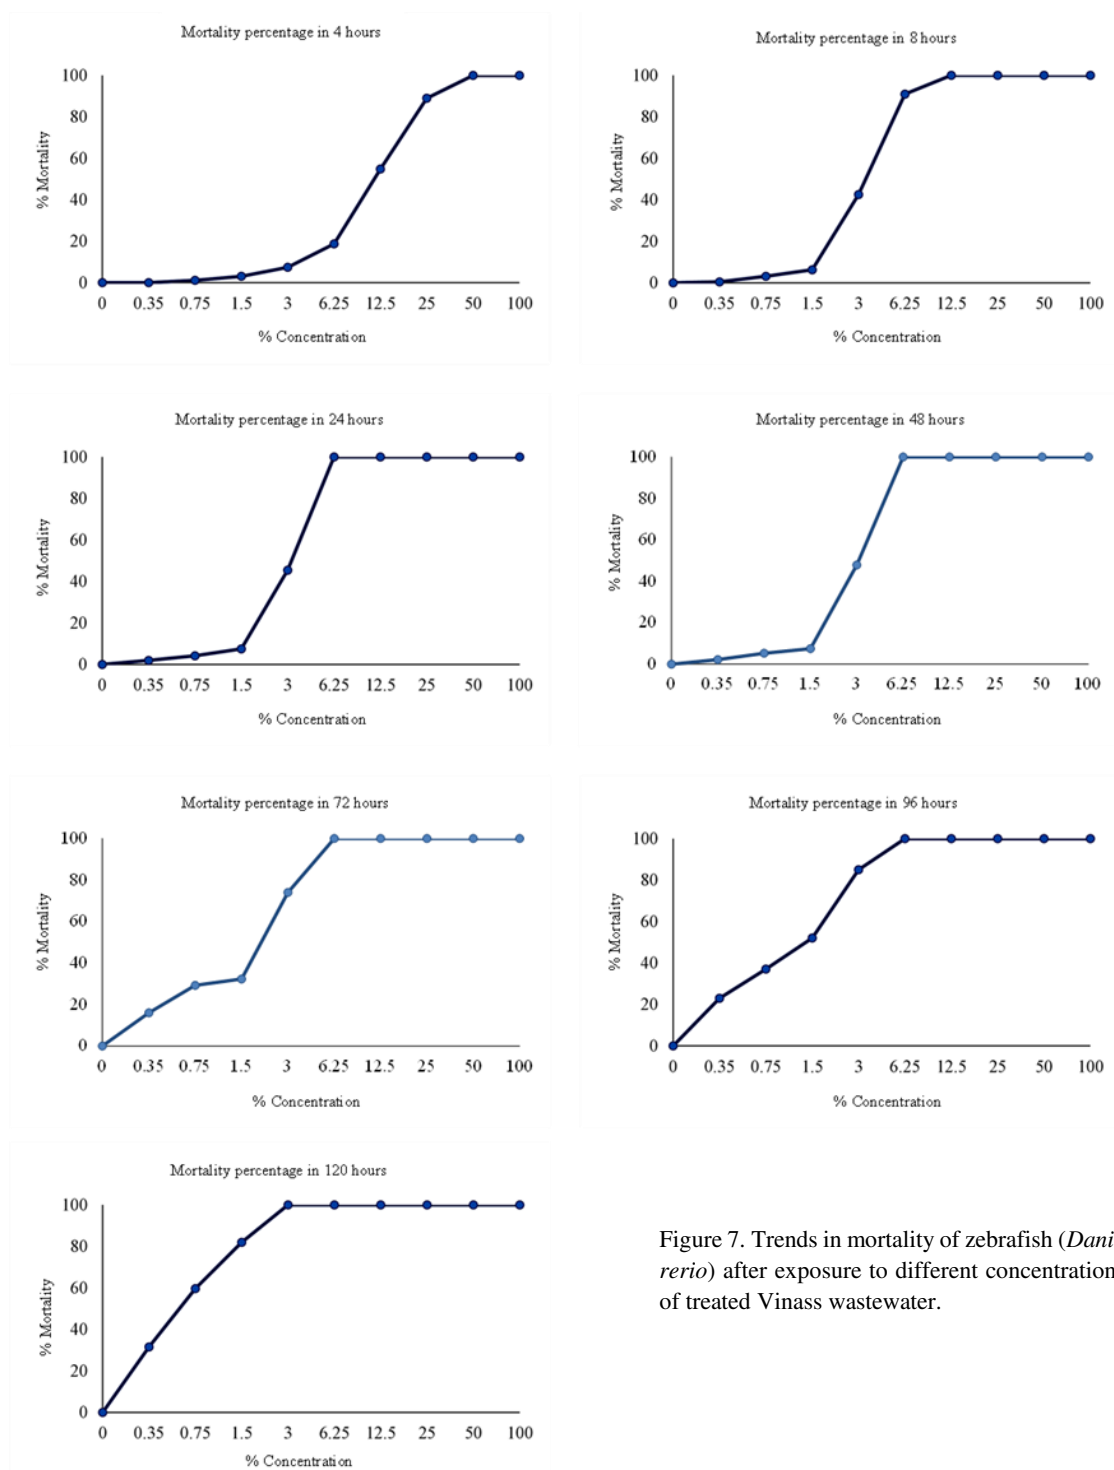 Mortality percentage in 4 hours
100
80
60
40
20
0
% Mortality
0 0.35 0.75 1.5 3 6.25 12.5 25 50 100
% Concentration
Mortality percentage in 8 hours
100
80
60
40
20
0
% Mortality
0 0.35 0.75 1.5 3 6.25 12.5 25 50 100
% Concentration
Mortality percentage in 24 hours
100
80
60
40
20
0
% Mortality
0 0.35 0.75 1.5 3 6.25 12.5 25 50 100
% Concentration
Mortality percentage in 48 hours
100
80
60
40
20
0
% Mortality
0 0.35 0.75 1.5 3 6.25 12.5 25 50 100
% Concentration
Mortality percentage in 72 hours
100
80
60
40
20
0
% Mortality
0 0.35 0.75 1.5 3 6.25 12.5 25 50 100
% Concentration
Mortality percentage in 96 hours
100
80
60
40
20
0
% Mortality
0 0.35 0.75 1.5 3 6.25 12.5 25 50 100
% Concentration
Mortality percentage in 120 hours
100
80
60
40
20
0
% Mortality
0 0.35 0.75 1.5 3 6.25 12.5 25 50 100
% Concentration
Figure 7. Trends in mortality of zebrafish (Dani
rerio) after exposure to different concentration
of treated Vinass wastewater.